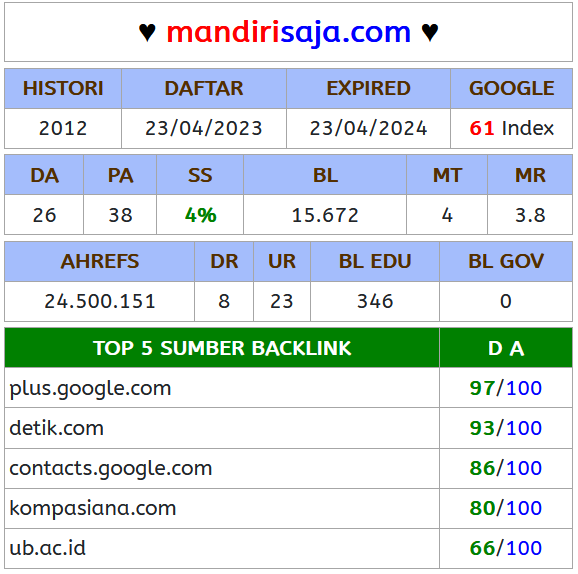 ♥ mandirisaja.com ♥
HISTORI DAFTAR EXPIRED GOOGLE
2012 23/04/2023 23/04/2024 61 Index
DA PA SS BL MT MR
26 38 4% 15.672 4 3.8
AHREFS DR UR BL EDU BL GOV
24.500.151 8 23 346 0
TOP 5 SUMBER BACKLINK D A
plus.google.com 97/100
detik.com 93/100
contacts.google.com 86/100
kompasiana.com 80/100
ub.ac.id 66/100